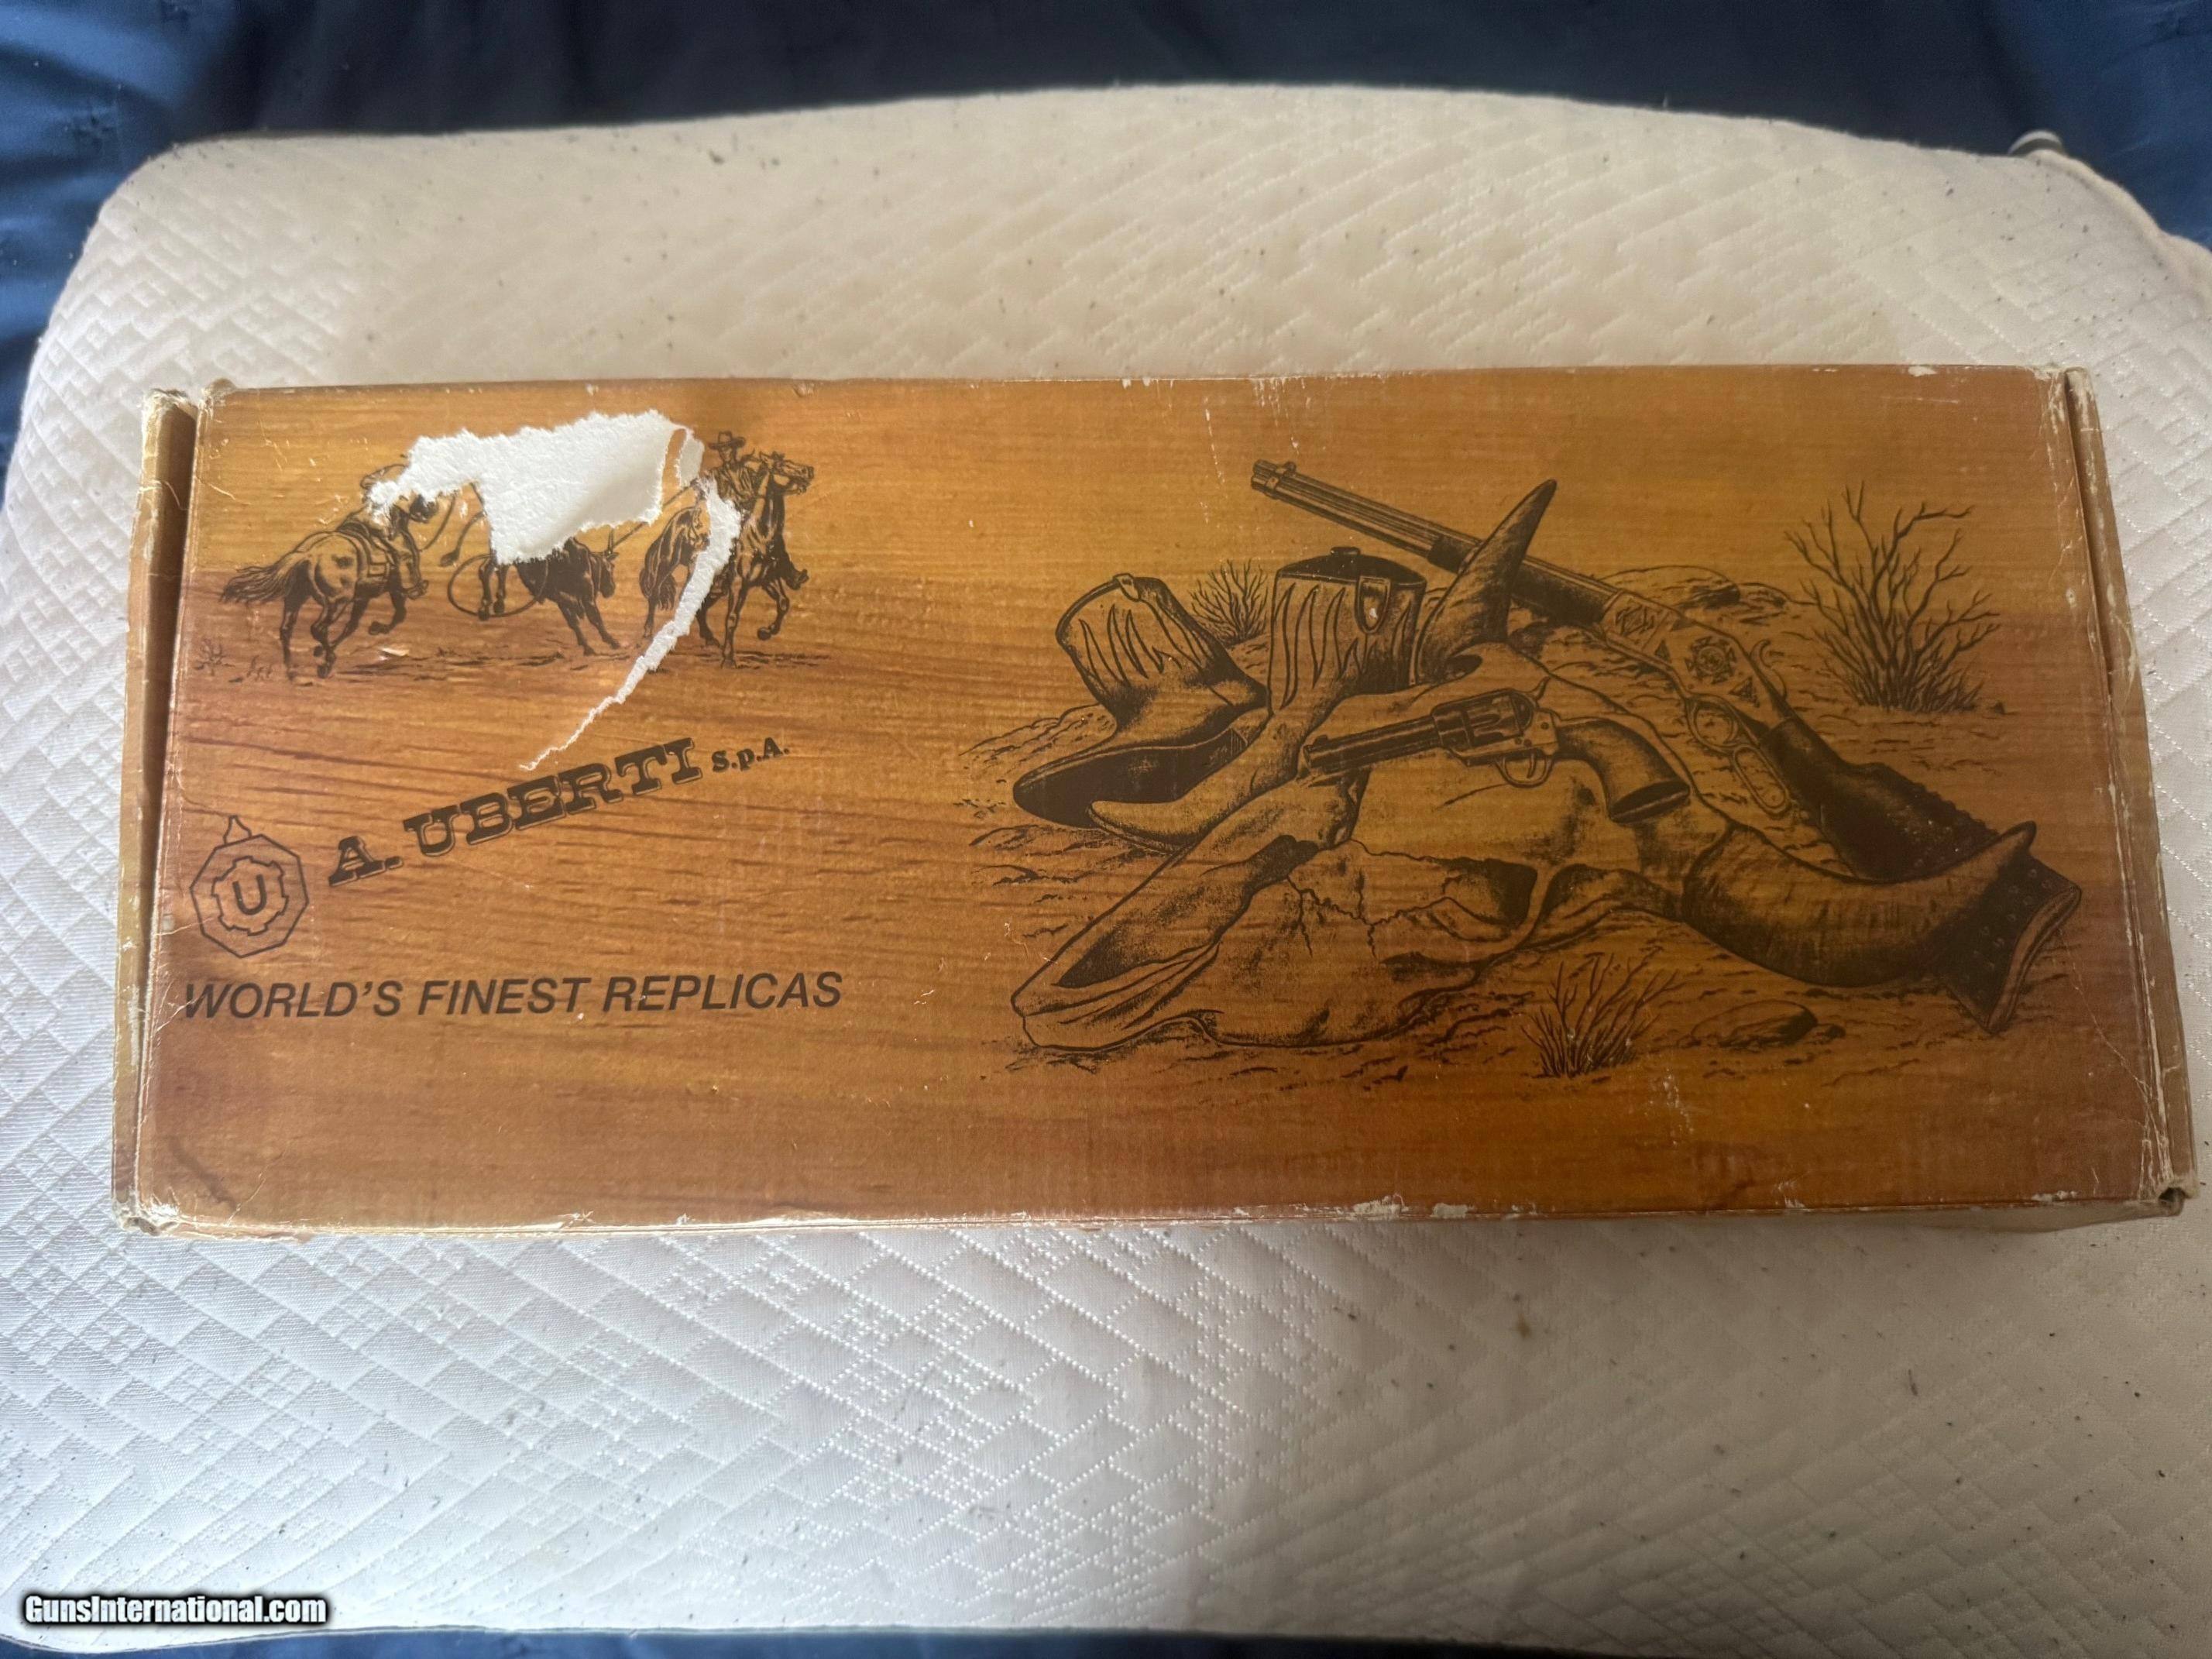 A. UBERTI S.p.A.
U
WORLD'S FINEST REPLICAS
GunsInternational.com